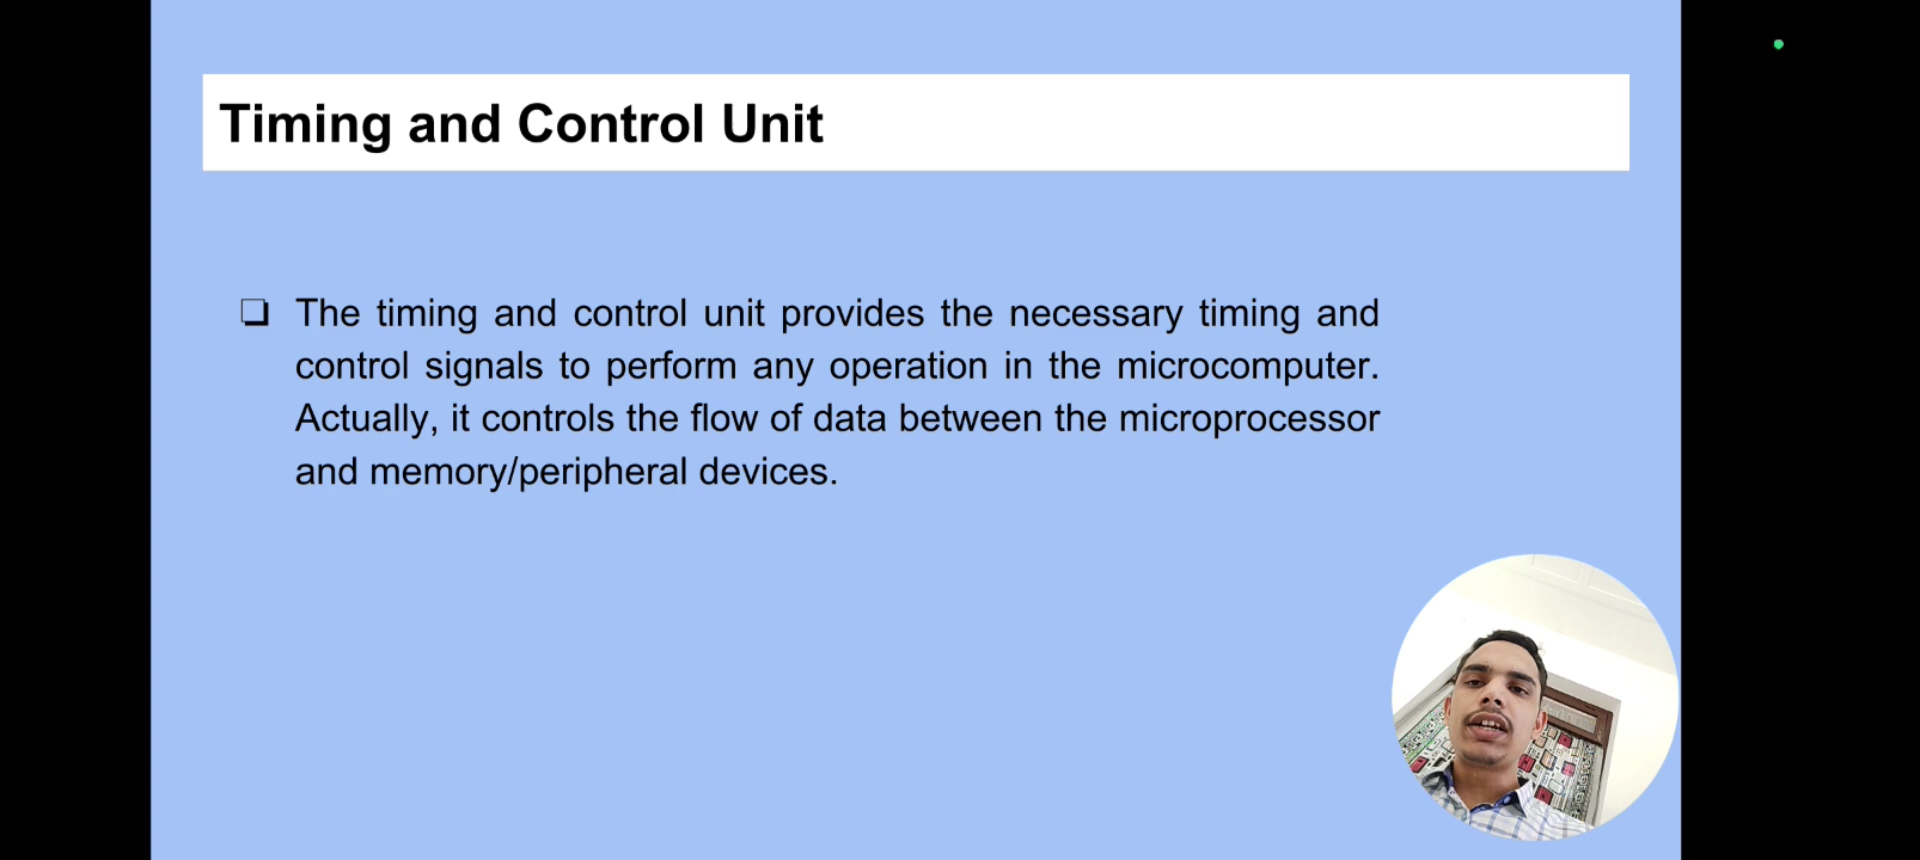 Timing and Control Unit
The timing and control unit provides the necessary timing and
control signals to perform any operation in the microcomputer.
Actually, it controls the flow of data between the microprocessor
and memory/peripheral devices.